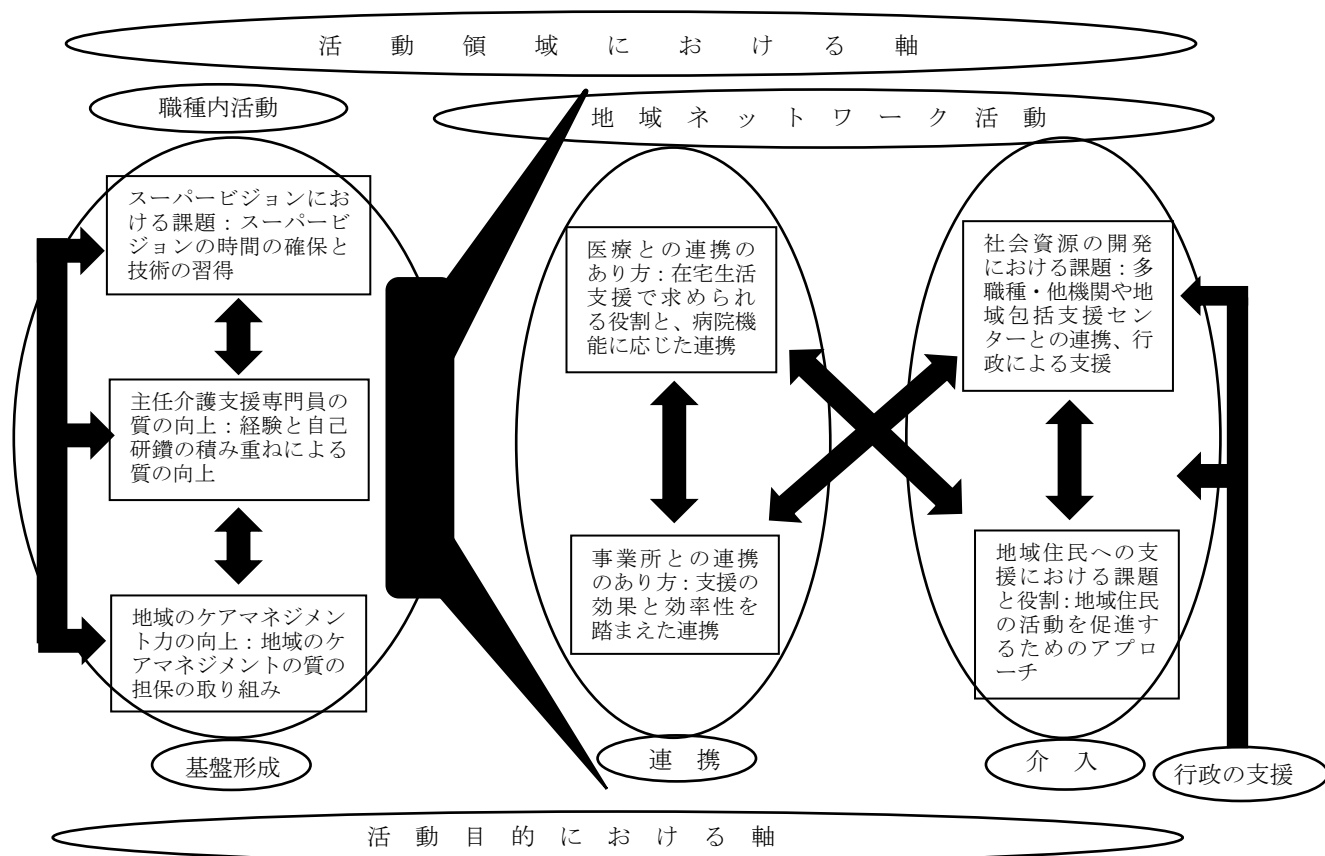 活動領域における軸
職種内活動
地域ネットワーク活動
スーパービジョンにお
ける課題：スーパービ
ジョンの時間の確保と
技術の習得
主任介護支援専門員の
質の向上：経験と自己
研鑽の積み重ねによる
質の向上
地域のケアマネジメン
ト力の向上：地域のケ
アマネジメントの質の
担保の取り組み
基盤形成
医療との連携の
あり方：在宅生活
支援で求められ
る役割と、病院機
能に応じた連携
事業所との連携
のあり方：支援の
効果と効率性を
踏まえた連携
連携
社会資源の開発
における課題：多
職種・他機関や地
域包括支援セン
ターとの連携、行
政による支援
地域住民への支
援における課題
と役割：地域住民
の活動を促進す
るためのアプロ
ーチ
介入
行政の支援
活動目的における軸